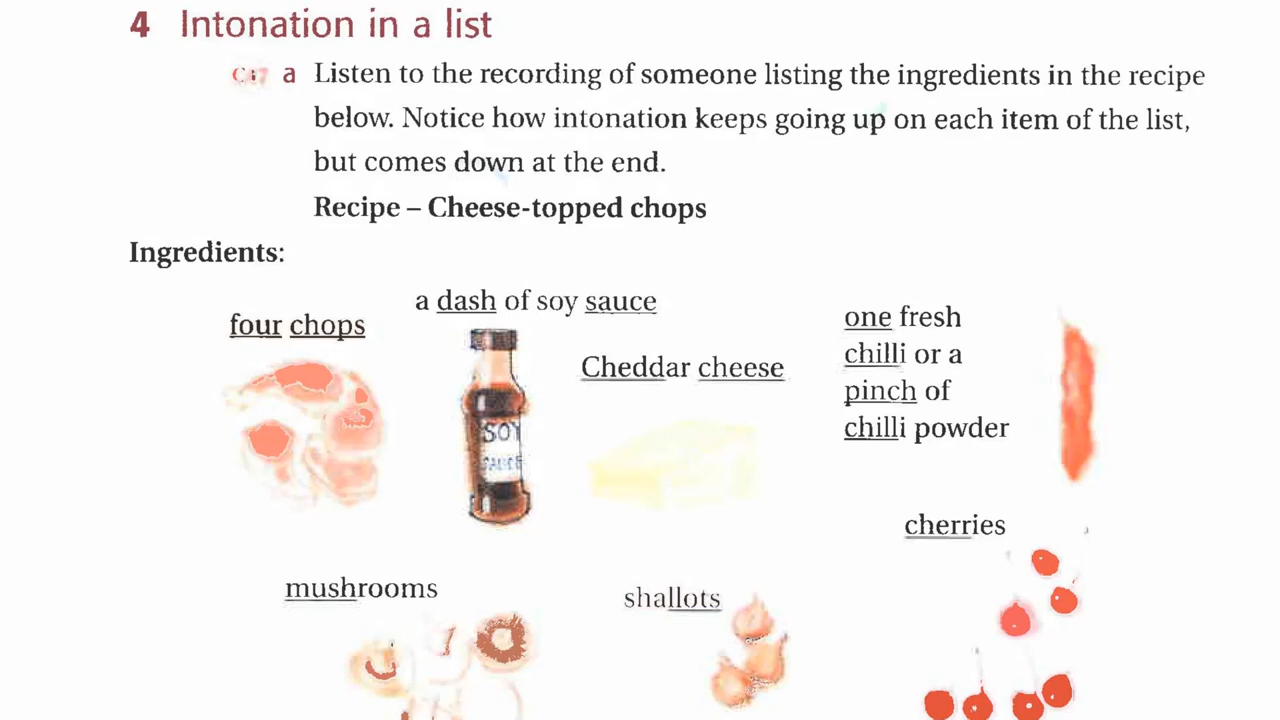 4 Intonation in a list
a Listen to the recording of someone listing the ingredients in the recipe
below. Notice how intonation keeps going up on each item of the list,
but comes down at the end.
Recipe – Cheese-topped chops
Ingredients:
a dash of soy sauce
four chops
Cheddar cheese
one fresh
chilli or a
pinch of
chilli powder
SOY
SAUCE
cherries
mushrooms
shallots